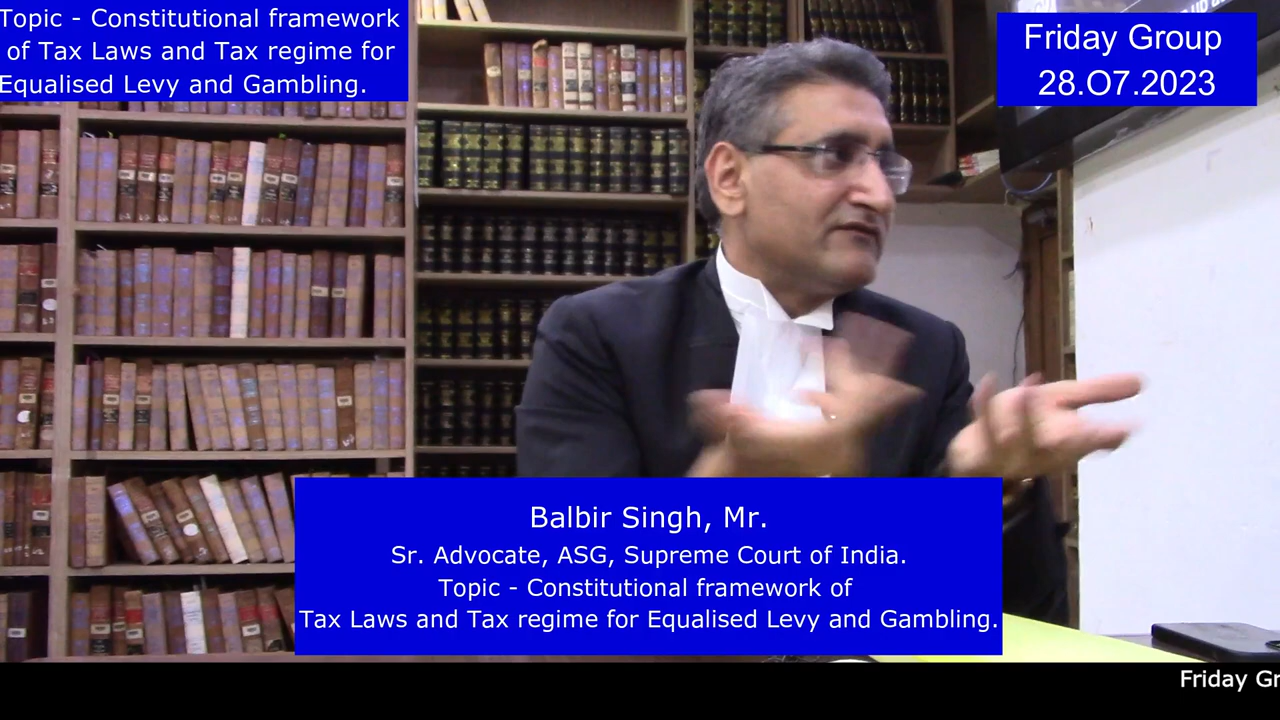 Topic - Constitutional framework
of Tax Laws and Tax regime for
Equalised Levy and Gambling.
Friday Group
28.O7.2023
Balbir Singh, Mr.
Sr. Advocate, ASG, Supreme Court of India.
Topic - Constitutional framework of
Tax Laws and Tax regime for Equalised Levy and Gambling.
Friday Gr